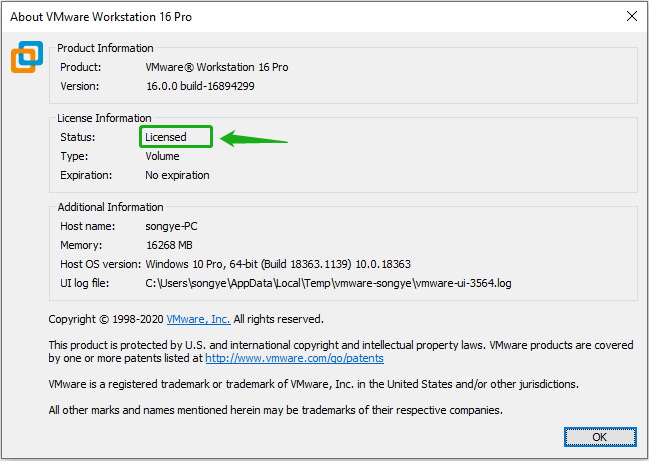 About VMware Workstation 16 Pro
Product Information
Product: VMware® Workstation 16 Pro
Version: 16.0.0 build-16894299
License Information
Status: Licensed
Type: Volume
Expiration: No expiration
Additional Information
Host name: songye-PC
Memory: 16268 MB
Host OS version: Windows 10 Pro, 64-bit (Build 18363.1139) 10.0.18363
UI log file: C:\Users\songye\AppData\Local\Temp\vmware-songye\vmware-ui-3564.log
Copyright © 1998-2020 VMware, Inc. All rights reserved.
This product is protected by U.S. and international copyright and intellectual property laws. VMware products are covered
by one or more patents listed at http://www.vmware.com/go/patents
VMware is a registered trademark or trademark of VMware, Inc. in the United States and/or other jurisdictions.
All other marks and names mentioned herein may be trademarks of their respective companies.
OK